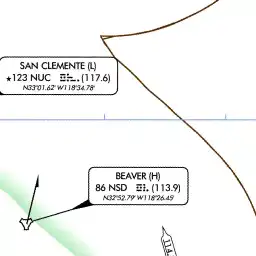 SAN CLEMENTE (L)
★123 NUC (117.6)
N33°01.62' W118°34.78'
BEAVER (H)
86 NSD (113.9)
N32°52.79' W118°26.45'
114